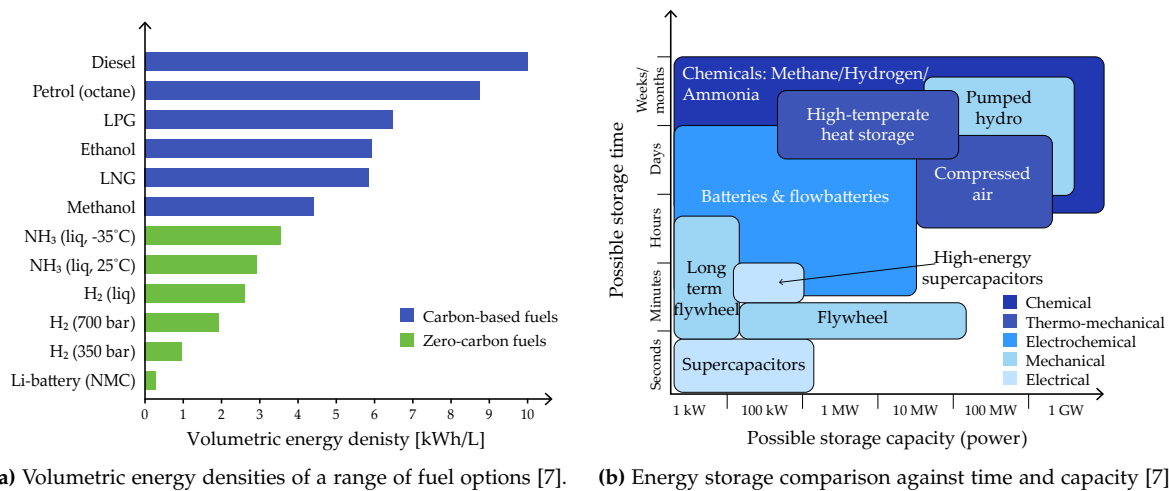 Diesel
Petrol (octane)
LPG
Ethanol
LNG
Methanol
NH₃ (liq, -35°C)
NH₃ (liq, 25°C)
H₂ (liq)
H₂ (700 bar)
H₂ (350 bar)
Li-battery (NMC)
Carbon-based fuels
Zero-carbon fuels
0 1 2 3 4 5 6 7 8 9 10
Volumetric energy denisty [kWh/L]
a) Volumetric energy densities of a range of fuel options [7].
Possible storage time
Weeks/
months
Days
Hours
Minutes
Seconds
Chemicals: Methane/Hydrogen/
Ammonia
Pumped
hydro
High-temperate
heat storage
Compressed
air
Batteries & flowbatteries
High-energy
supercapacitors
Long
term
flywheel
Flywheel
Supercapacitors
Chemical
Thermo-mechanical
Electrochemical
Mechanical
Electrical
1 kW 100 kW 1 MW 10 MW 100 MW 1 GW
Possible storage capacity (power)
(b) Energy storage comparison against time and capacity [7]